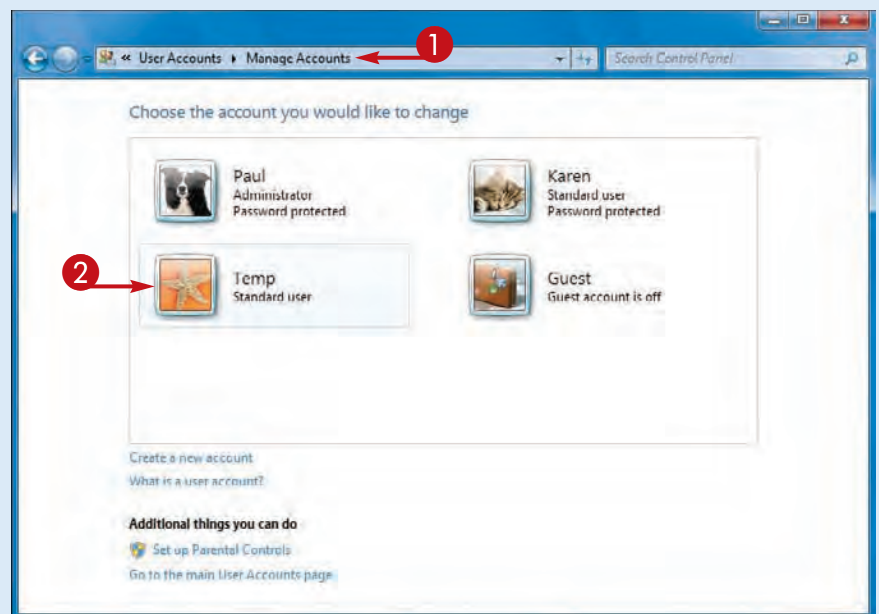 1
« User Accounts ▸ Manage Accounts
Search Control Panel
Choose the account you would like to change
Paul
Administrator
Password protected
Karen
Standard user
Password protected
2
Temp
Standard user
Guest
Guest account is off
Create a new account
What is a user account?
Additional things you can do
Set up Parental Controls
Go to the main User Accounts page